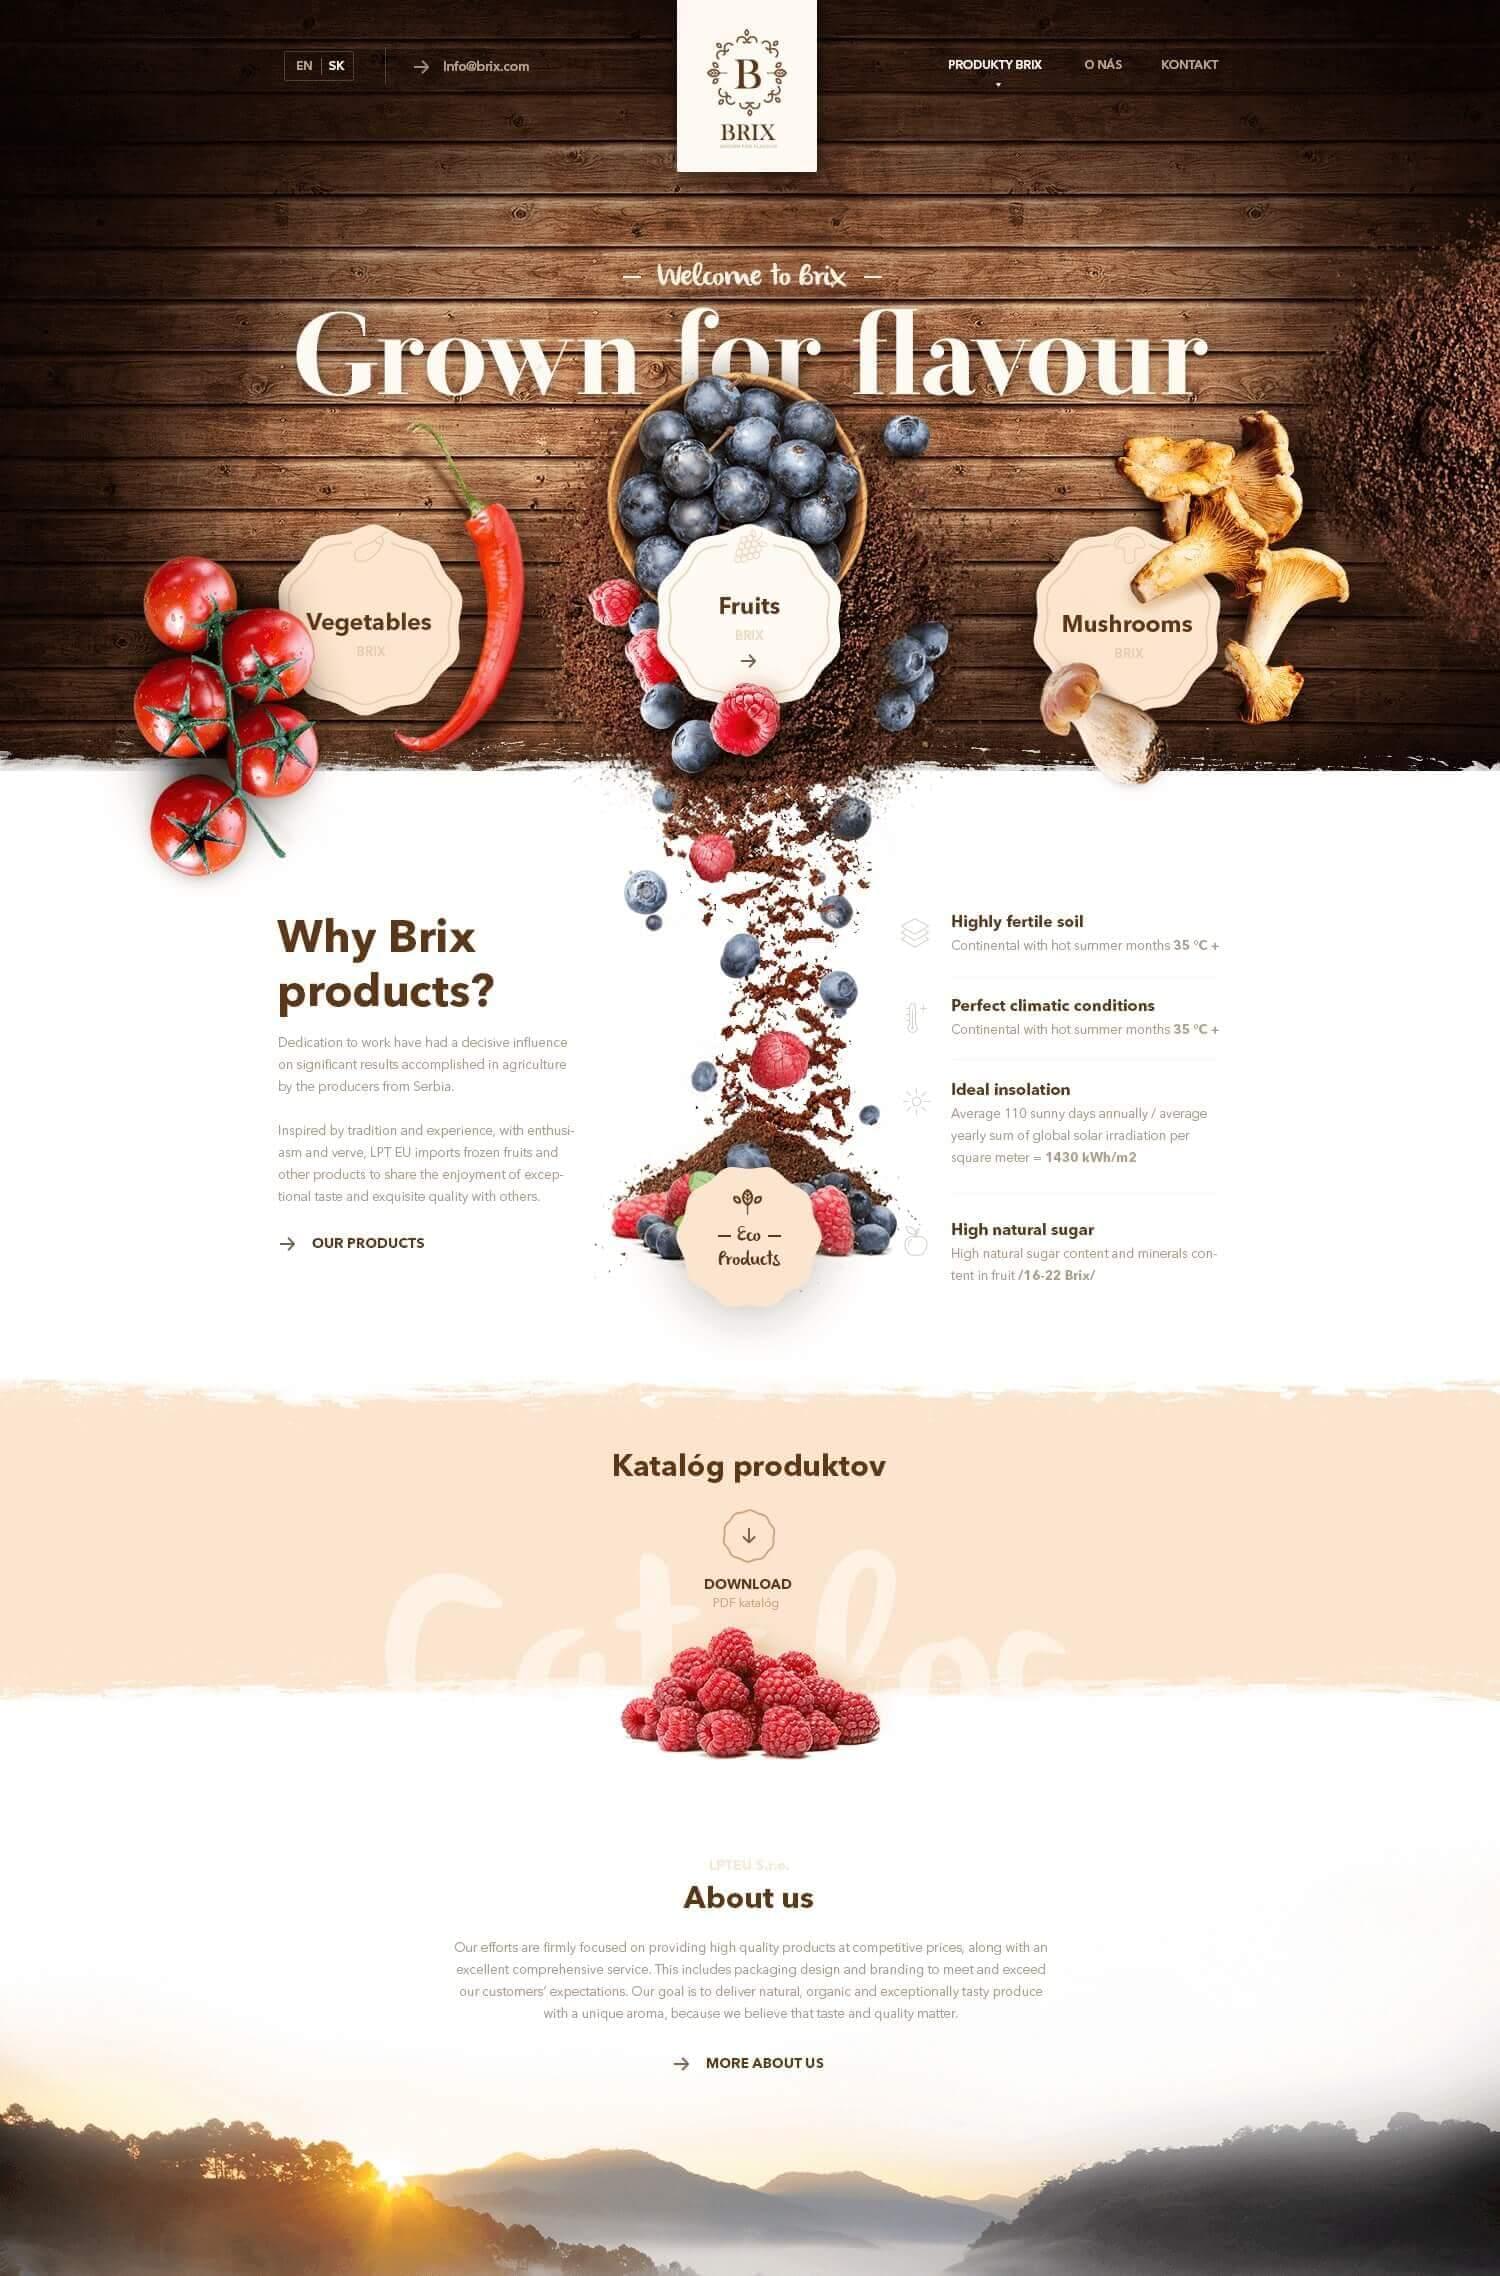 EN SK
Info@brix.com
B
BRIX
GROWN FOR FLAVOUR
PRODUKTY BRIX
O NÁS
KONTAKT
Welcome to Brix
Grown for flavour
Vegetables
BRIX
Fruits
BRIX
Mushrooms
BRIX
Why Brix
products?
Dedication to work have had a decisive influence
on significant results accomplished in agriculture
by the producers from Serbia.
Inspired by tradition and experience, with enthusi-
asm and verve, LPT EU imports frozen fruits and
other products to share the enjoyment of excep-
tional taste and exquisite quality with others.
OUR PRODUCTS
Eco
Products
Highly fertile soil
Continental with hot summer months 35 °C +
Perfect climatic conditions
Continental with hot summer months 35 °C +
Ideal insolation
Average 110 sunny days annually / average
yearly sum of global solar irradiation per
square meter = 1430 kWh/m2
High natural sugar
High natural sugar content and minerals con-
tent in fruit /16-22 Brix/
Katalóg produktov
DOWNLOAD
PDF katalóg
Catalog
LPTEU S.r.o.
About us
Our efforts are firmly focused on providing high quality products at competitive prices, along with an
excellent comprehensive service. This includes packaging design and branding to meet and exceed
our customers' expectations. Our goal is to deliver natural, organic and exceptionally tasty produce
with a unique aroma, because we believe that taste and quality matter.
MORE ABOUT US